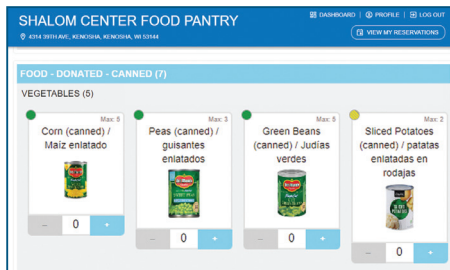 SHALOM CENTER FOOD PANTRY
DASHBOARD | PROFILE | LOG OUT
4314 39TH AVE, KENOSHA, KENOSHA, WI 53144
VIEW MY RESERVATIONS
FOOD - DONATED - CANNED (7)
VEGETABLES (5)
Max: 5
Corn (canned) /
Maíz enlatado
− 0 +
Max: 3
Peas (canned) /
guisantes
enlatados
− 0 +
Max: 5
Green Beans
(canned) / Judías
verdes
− 0 +
Max: 2
Sliced Potatoes
(canned) / patatas
enlatadas en
rodajas
− 0 +